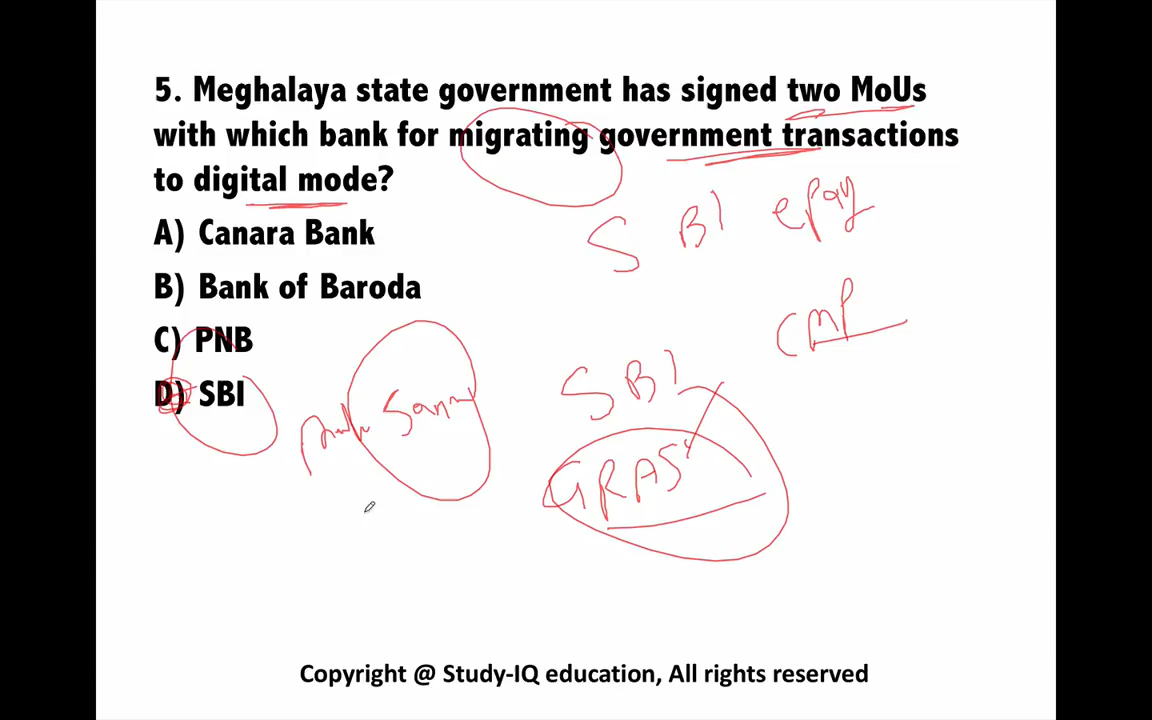 5. Meghalaya state government has signed two MoUs
with which bank for migrating government transactions
to digital mode?
SBI epay
A) Canara Bank
B) Bank of Baroda
CMP
C) PNB
SBI
D) SBI
GRAS
Copyright @ Study-IQ education, All rights reserved